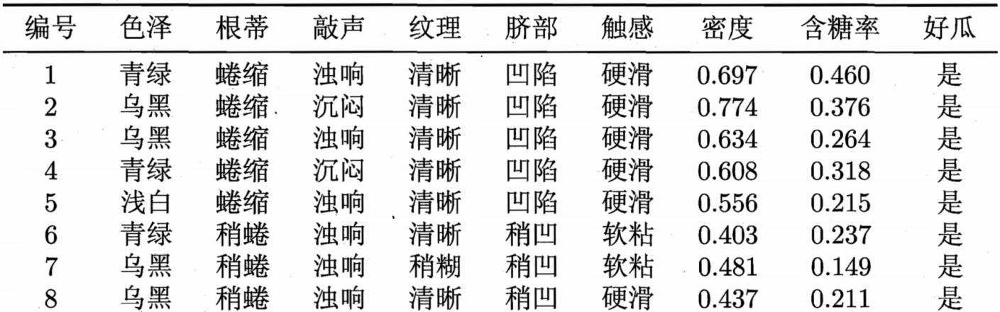 编号 色泽 根蒂 敲声 纹理 脐部 触感 密度 含糖率 好瓜
1 青绿 蜷缩 浊响 清晰 凹陷 硬滑 0.697 0.460 是
2 乌黑 蜷缩 沉闷 清晰 凹陷 硬滑 0.774 0.376 是
3 乌黑 蜷缩 浊响 清晰 凹陷 硬滑 0.634 0.264 是
4 青绿 蜷缩 沉闷 清晰 凹陷 硬滑 0.608 0.318 是
5 浅白 蜷缩 浊响 清晰 凹陷 硬滑 0.556 0.215 是
6 青绿 稍蜷 浊响 清晰 稍凹 软粘 0.403 0.237 是
7 乌黑 稍蜷 浊响 稍糊 稍凹 软粘 0.481 0.149 是
8 乌黑 稍蜷 浊响 清晰 稍凹 硬滑 0.437 0.211 是